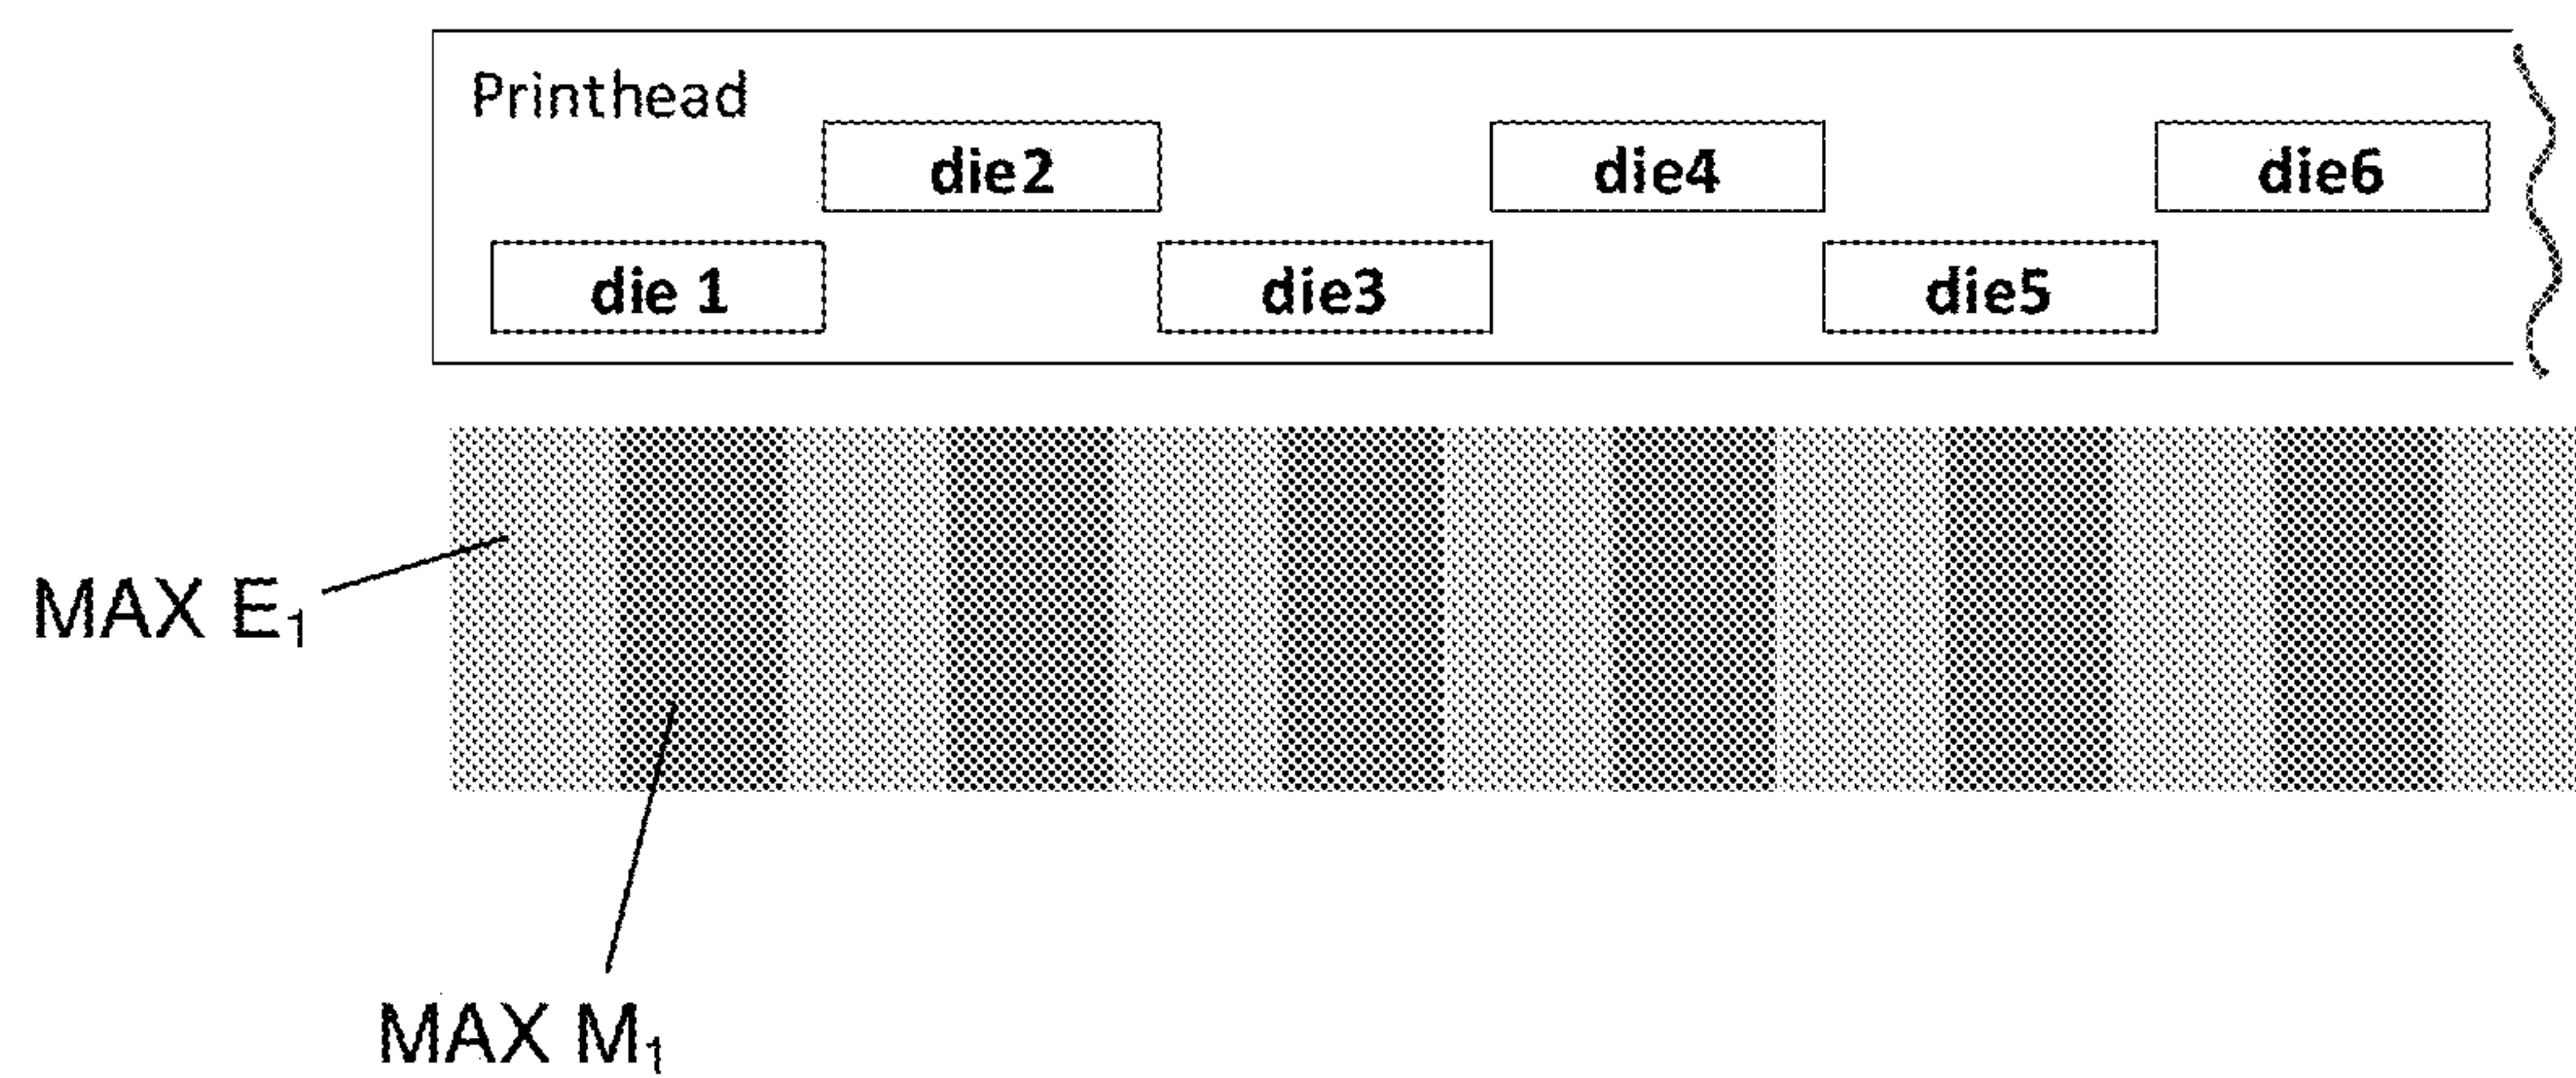 Printhead
die2 die4 die6
die 1 die3 die5
MAX E₁
MAX M₁